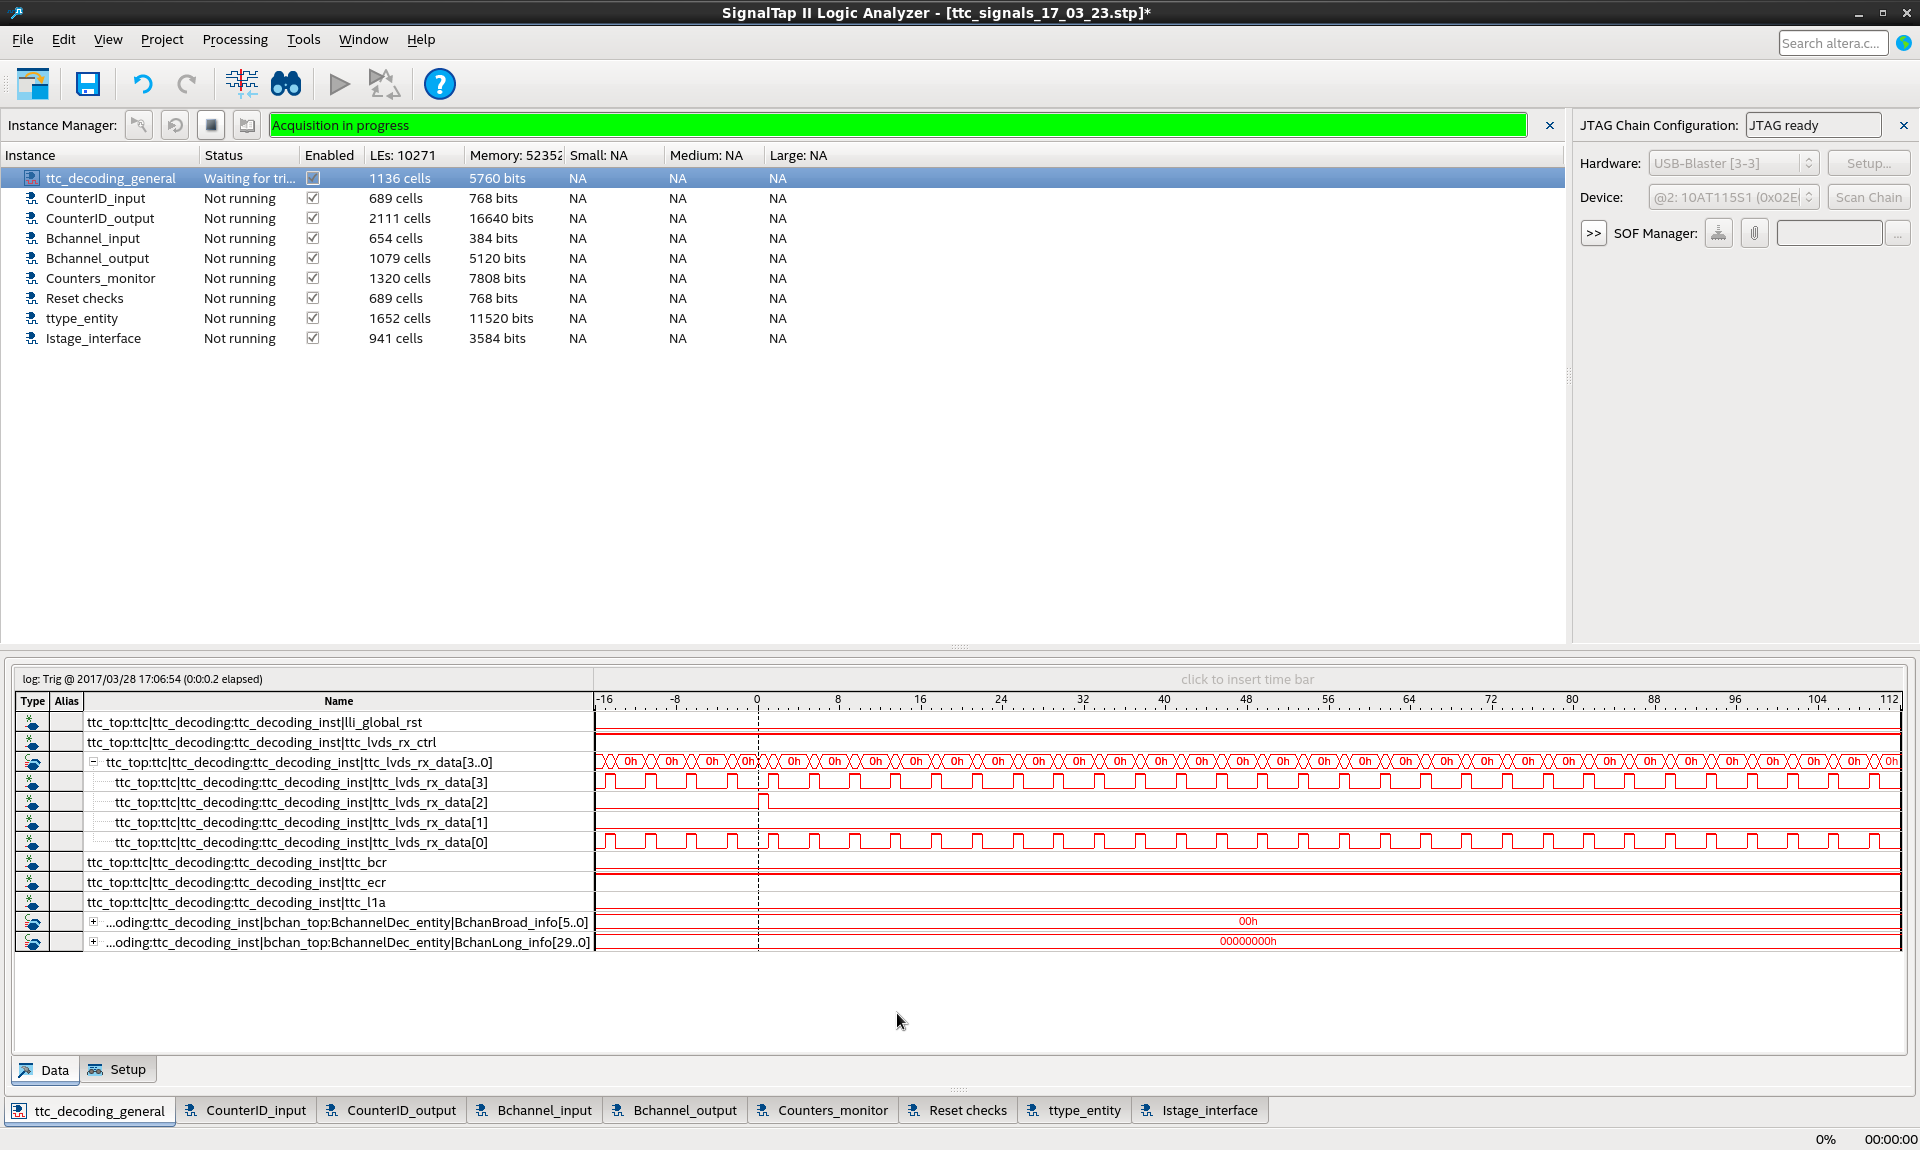 SignalTap II Logic Analyzer - [ttc_signals_17_03_23.stp]*
File Edit View Project Processing Tools Window Help
Search altera.c...
Instance Manager: Acquisition in progress
JTAG Chain Configuration: JTAG ready
Instance Status Enabled LEs: 10271 Memory: 52352 Small: NA Medium: NA Large: NA
ttc_decoding_general Waiting for tri... 1136 cells 5760 bits NA NA NA
CounterID_input Not running 689 cells 768 bits NA NA NA
CounterID_output Not running 2111 cells 16640 bits NA NA NA
Bchannel_input Not running 654 cells 384 bits NA NA NA
Bchannel_output Not running 1079 cells 5120 bits NA NA NA
Counters_monitor Not running 1320 cells 7808 bits NA NA NA
Reset checks Not running 689 cells 768 bits NA NA NA
ttype_entity Not running 1652 cells 11520 bits NA NA NA
Istage_interface Not running 941 cells 3584 bits NA NA NA
Hardware: USB-Blaster [3-3] Setup...
Device: @2: 10AT115S1 (0x02E Scan Chain
>> SOF Manager: ...
log: Trig @ 2017/03/28 17:06:54 (0:0:0.2 elapsed)
click to insert time bar
Type Alias Name
-16 -8 0 8 16 24 32 40 48 56 64 72 80 88 96 104 112
ttc_top:ttc|ttc_decoding:ttc_decoding_inst|lli_global_rst
ttc_top:ttc|ttc_decoding:ttc_decoding_inst|ttc_lvds_rx_ctrl
ttc_top:ttc|ttc_decoding:ttc_decoding_inst|ttc_lvds_rx_data[3..0]
0h 0h 0h 0h 0h 0h 0h 0h 0h 0h 0h 0h 0h 0h 0h 0h 0h 0h 0h 0h 0h 0h 0h 0h 0h 0h 0h 0h 0h 0h 0h 0h
ttc_top:ttc|ttc_decoding:ttc_decoding_inst|ttc_lvds_rx_data[3]
ttc_top:ttc|ttc_decoding:ttc_decoding_inst|ttc_lvds_rx_data[2]
ttc_top:ttc|ttc_decoding:ttc_decoding_inst|ttc_lvds_rx_data[1]
ttc_top:ttc|ttc_decoding:ttc_decoding_inst|ttc_lvds_rx_data[0]
ttc_top:ttc|ttc_decoding:ttc_decoding_inst|ttc_bcr
ttc_top:ttc|ttc_decoding:ttc_decoding_inst|ttc_ecr
ttc_top:ttc|ttc_decoding:ttc_decoding_inst|ttc_l1a
...oding:ttc_decoding_inst|bchan_top:BchannelDec_entity|BchanBroad_info[5..0] 00h
...oding:ttc_decoding_inst|bchan_top:BchannelDec_entity|BchanLong_info[29..0] 00000000h
Data Setup
ttc_decoding_general CounterID_input CounterID_output Bchannel_input Bchannel_output Counters_monitor Reset checks ttype_entity Istage_interface
0% 00:00:00